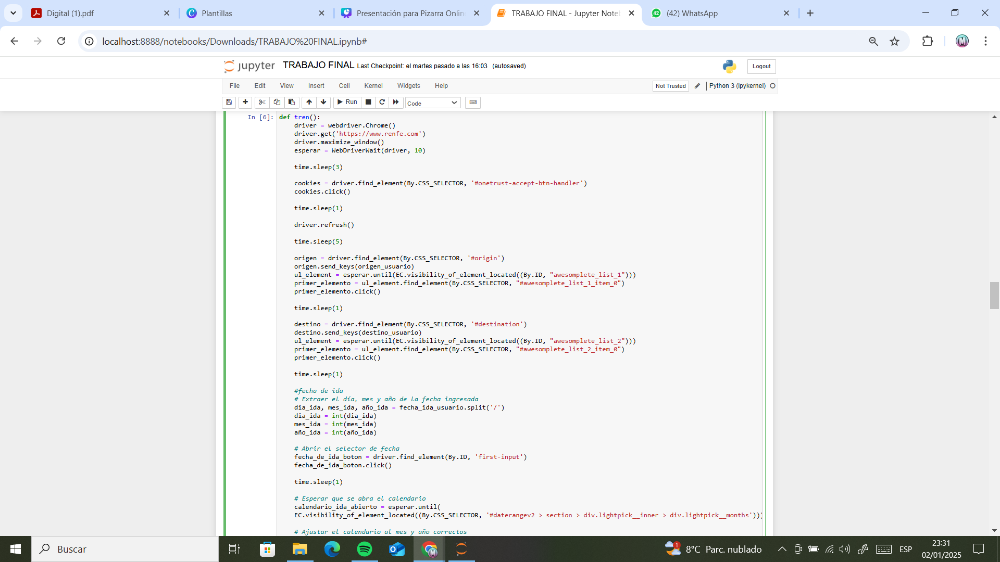 Digital (1).pdf
Plantillas
Presentación para Pizarra Onlin
TRABAJO FINAL - Jupyter Note
(42) WhatsApp
localhost:8888/notebooks/Downloads/TRABAJO%20FINAL.ipynb#
jupyter TRABAJO FINAL Last Checkpoint: el martes pasado a las 16:03 (autosaved)
Logout
File Edit View Insert Cell Kernel Widgets Help
Not Trusted
Python 3 (ipykernel)
Run
Code
In [6]: def tren():
    driver = webdriver.Chrome()
    driver.get('https://www.renfe.com')
    driver.maximize_window()
    esperar = WebDriverWait(driver, 10)
    time.sleep(3)
    cookies = driver.find_element(By.CSS_SELECTOR, '#onetrust-accept-btn-handler')
    cookies.click()
    time.sleep(1)
    driver.refresh()
    time.sleep(5)
    origen = driver.find_element(By.CSS_SELECTOR, '#origin')
    origen.send_keys(origen_usuario)
    ul_element = esperar.until(EC.visibility_of_element_located((By.ID, "awesomplete_list_1")))
    primer_elemento = ul_element.find_element(By.CSS_SELECTOR, "#awesomplete_list_1_item_0")
    primer_elemento.click()
    time.sleep(1)
    destino = driver.find_element(By.CSS_SELECTOR, '#destination')
    destino.send_keys(destino_usuario)
    ul_element = esperar.until(EC.visibility_of_element_located((By.ID, "awesomplete_list_2")))
    primer_elemento = ul_element.find_element(By.CSS_SELECTOR, "#awesomplete_list_2_item_0")
    primer_elemento.click()
    time.sleep(1)
    #fecha de ida
    # Extraer el día, mes y año de la fecha ingresada
    dia_ida, mes_ida, año_ida = fecha_ida_usuario.split('/')
    dia_ida = int(dia_ida)
    mes_ida = int(mes_ida)
    año_ida = int(año_ida)
    # Abrir el selector de fecha
    fecha_de_ida_boton = driver.find_element(By.ID, 'first-input')
    fecha_de_ida_boton.click()
    time.sleep(1)
    # Esperar que se abra el calendario
    calendario_ida_abierto = esperar.until(
    EC.visibility_of_element_located((By.CSS_SELECTOR, '#daterangev2 > section > div.lightpick__inner > div.lightpick__months')))
    # Ajustar el calendario al mes y año correctos
Buscar
1
8°C Parc. nublado
ESP
23:31
02/01/2025